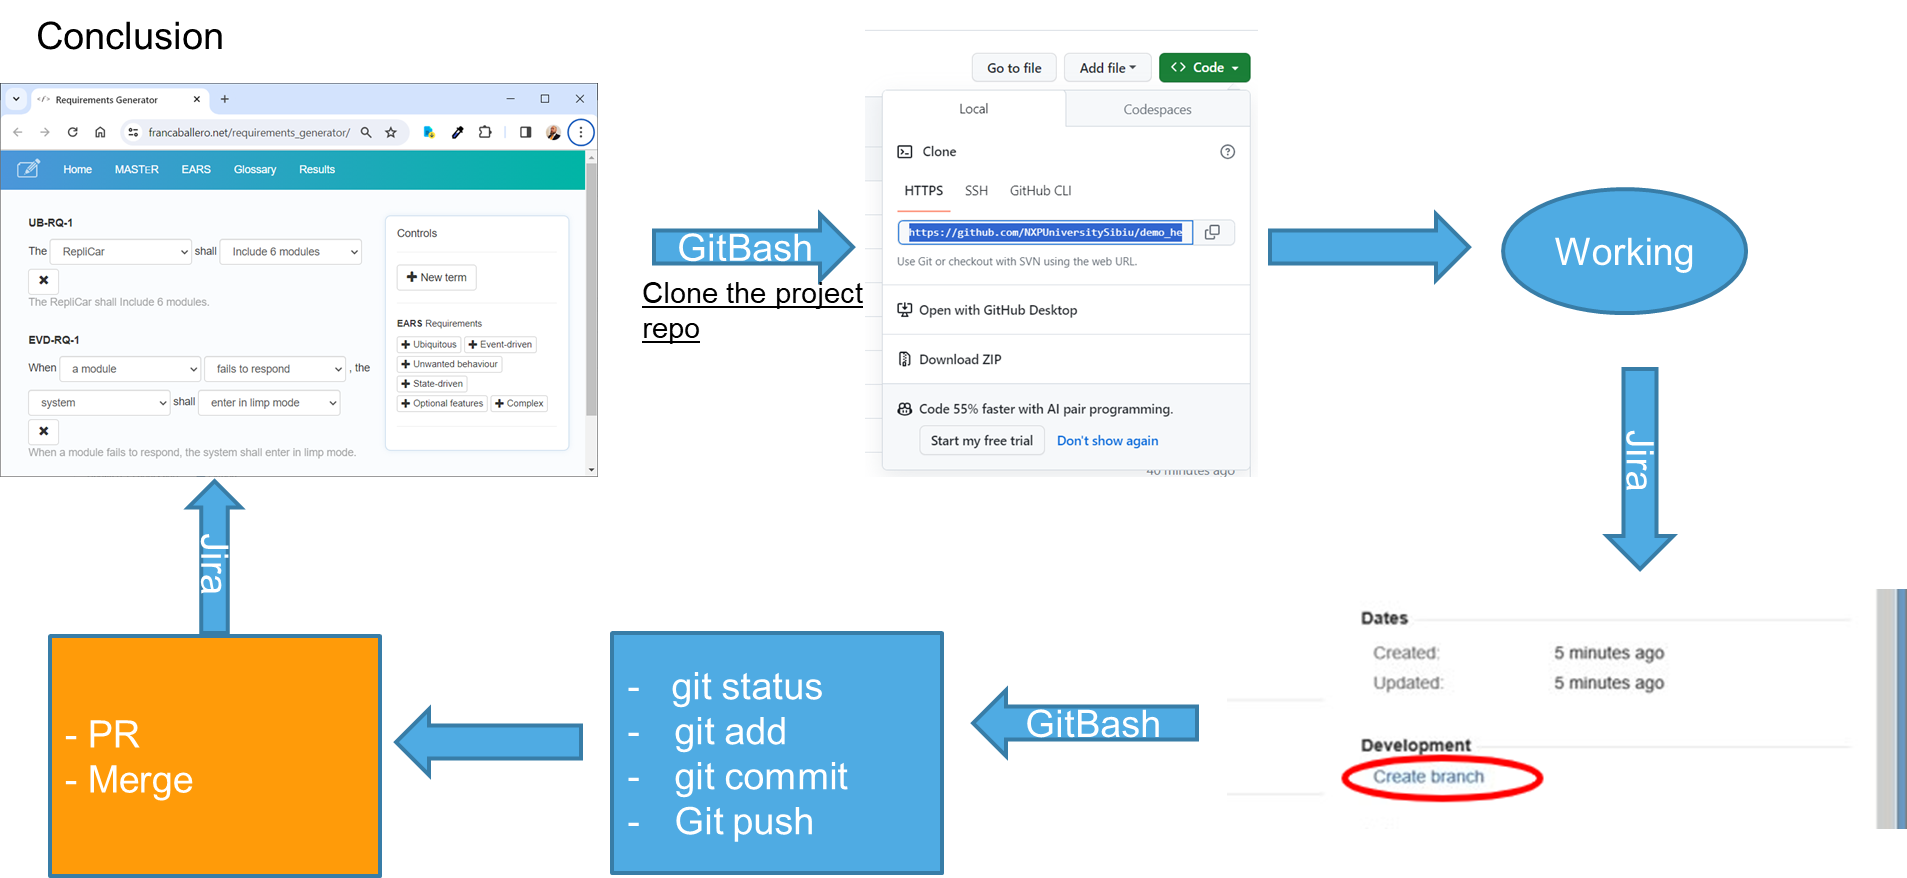 Conclusion
Requirements Generator
francaballero.net/requirements_generator/
Home MASTER EARS Glossary Results
UB-RQ-1
The RepliCar shall Include 6 modules
The RepliCar shall Include 6 modules.
EVD-RQ-1
When a module fails to respond , the
system shall enter in limp mode
When a module fails to respond, the system shall enter in limp mode.
Controls
New term
EARS Requirements
Ubiquitous Event-driven
Unwanted behaviour
State-driven
Optional features Complex
GitBash
Clone the project
repo
Go to file Add file <> Code
Local Codespaces
Clone
HTTPS SSH GitHub CLI
https://github.com/NXPUniversitySibiu/demo_he
Use Git or checkout with SVN using the web URL.
Open with GitHub Desktop
Download ZIP
Code 55% faster with AI pair programming.
Start my free trial Don't show again
40 minutes ago
Working
Jira
Dates
Created: 5 minutes ago
Updated: 5 minutes ago
Development
Create branch
GitBash
- git status
- git add
- git commit
- Git push
- PR
- Merge
Jira